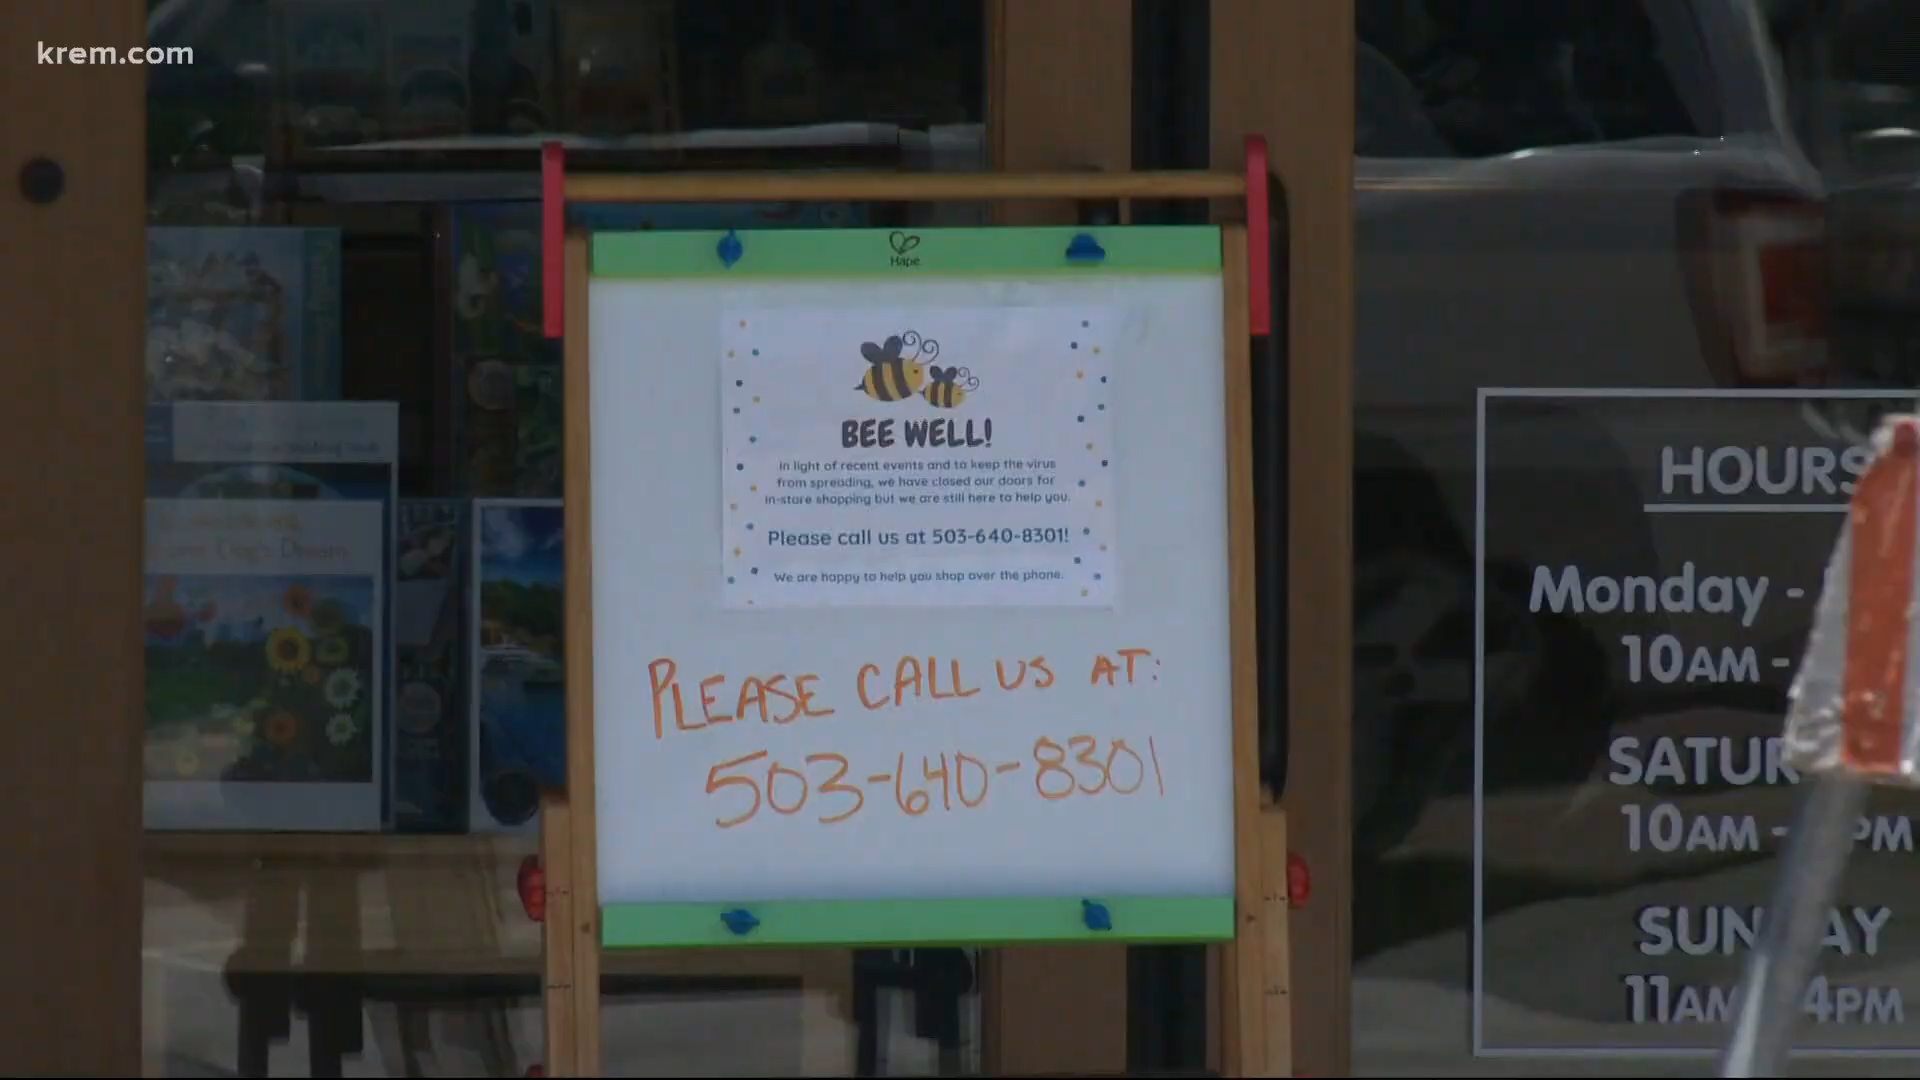 krem.com
Hape
BEE WELL!
In light of recent events and to keep the virus
from spreading, we have closed our doors for
in-store shopping but we are still here to help you.
Please call us at 503-640-8301!
We are happy to help you shop over the phone.
PLEASE CALL US AT:
503-640-8301
HOURS
Monday -
10AM -
SATUR
10AM - PM
SUNDAY
11AM - 4PM